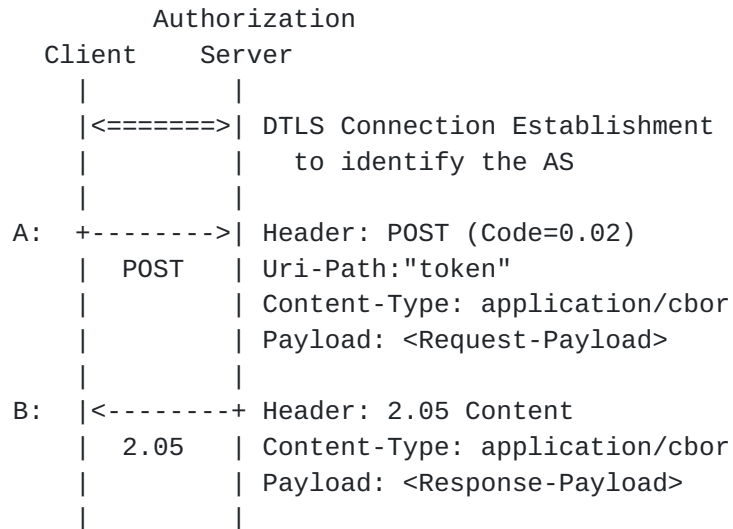 Authorization
Client Server
| |
|<=======>| DTLS Connection Establishment
| | to identify the AS
| |
A: +-------->| Header: POST (Code=0.02)
| POST | Uri-Path:"token"
| | Content-Type: application/cbor
| | Payload: <Request-Payload>
| |
B: |<--------+ Header: 2.05 Content
| 2.05 | Content-Type: application/cbor
| | Payload: <Response-Payload>
| |